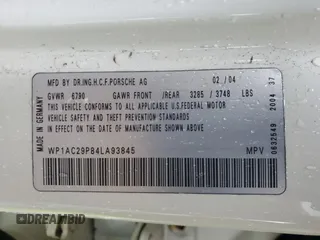 MFD. BY DR.ING.H.C.F.PORSCHE AG 02 / 04
GVWR 6790 GAWR FRONT /REAR 3285 / 3748 LBS
THIS VEHICLE CONFORMS TO ALL APPLICABLE U.S.FEDERAL MOTOR
VEHICLE SAFETY AND THEFT PREVENTION STANDARDS IN EFFECT ON
THE DATE OF MANUFACTURE SHOWN ABOVE.
WP1AC29P84LA93845 MPV
MADE IN GERMANY
0632549 2004 37